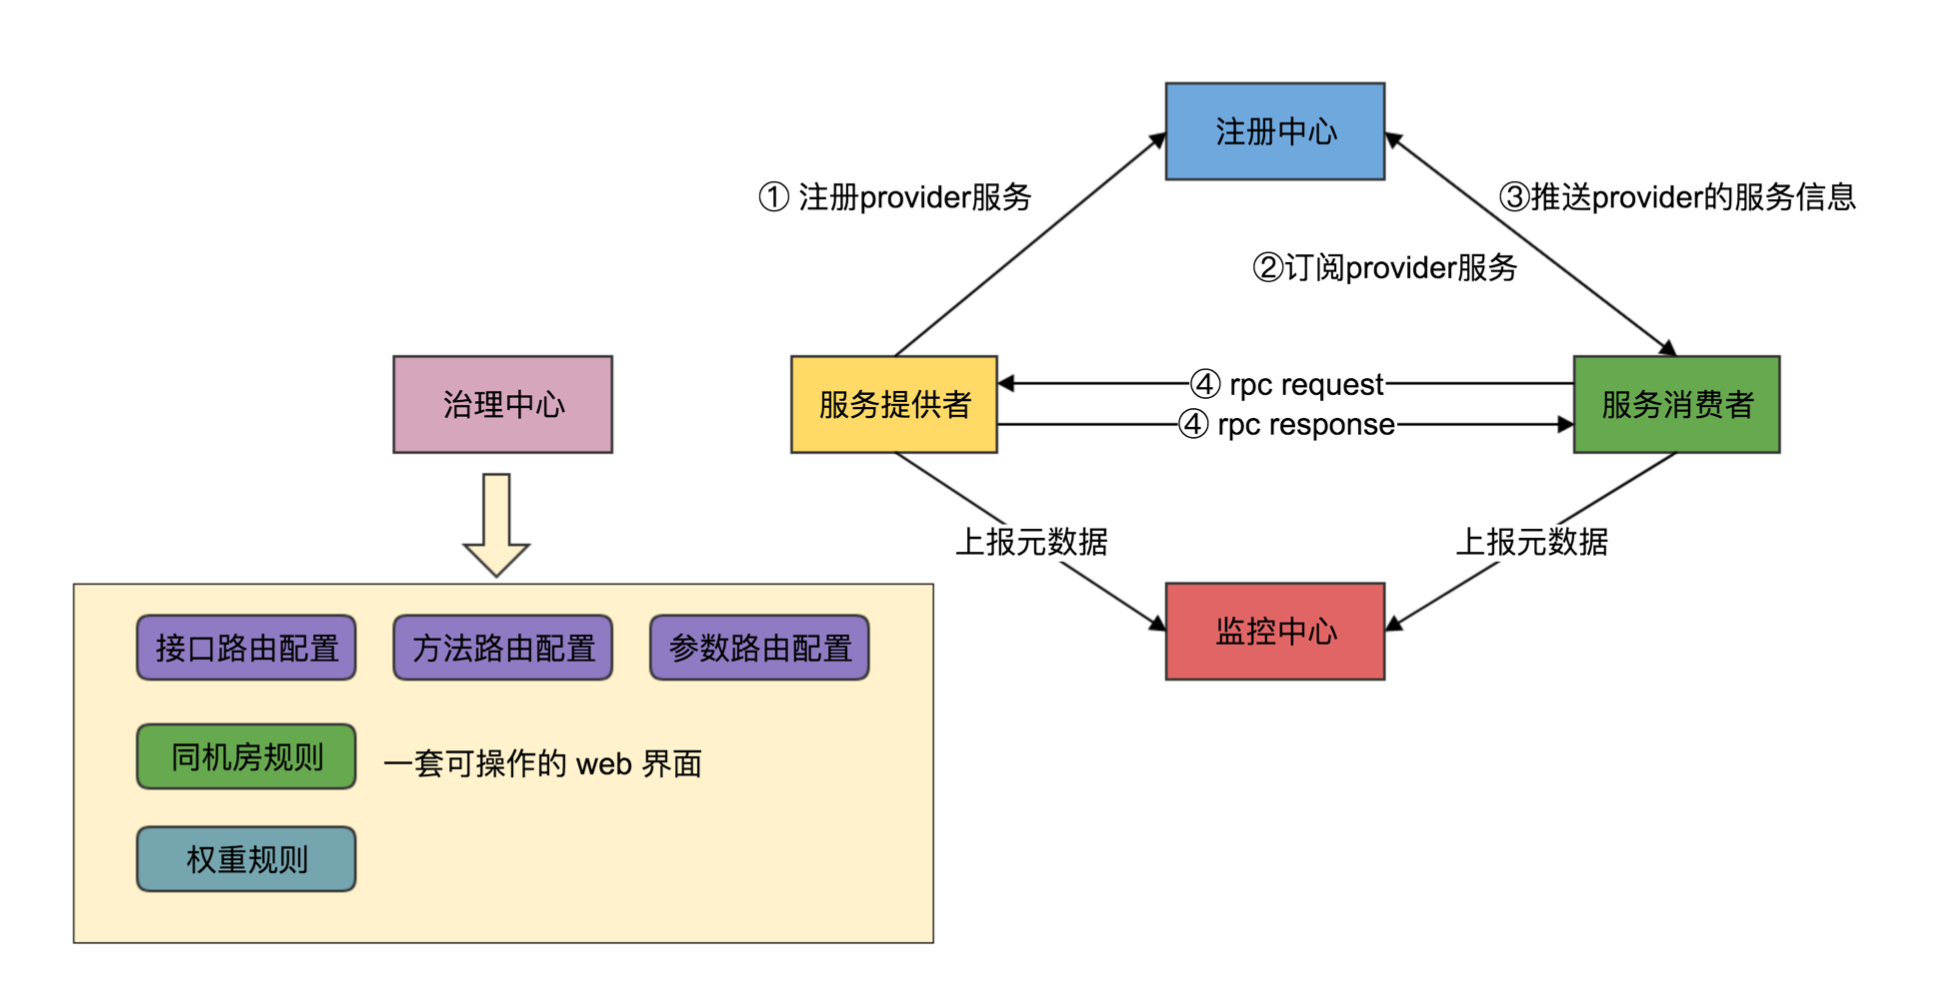 注册中心
① 注册provider服务
③推送provider的服务信息
②订阅provider服务
治理中心
服务提供者
④ rpc request
④ rpc response
服务消费者
上报元数据
上报元数据
监控中心
接口路由配置
方法路由配置
参数路由配置
同机房规则
一套可操作的 web 界面
权重规则